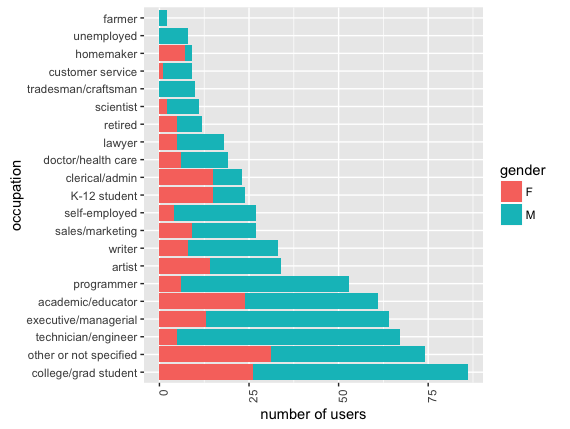 farmer
unemployed
homemaker
customer service
tradesman/craftsman
scientist
retired
lawyer
doctor/health care
clerical/admin
K-12 student
self-employed
sales/marketing
writer
artist
programmer
academic/educator
executive/managerial
technician/engineer
other or not specified
college/grad student
occupation
0 25 50 75
number of users
gender
F
M